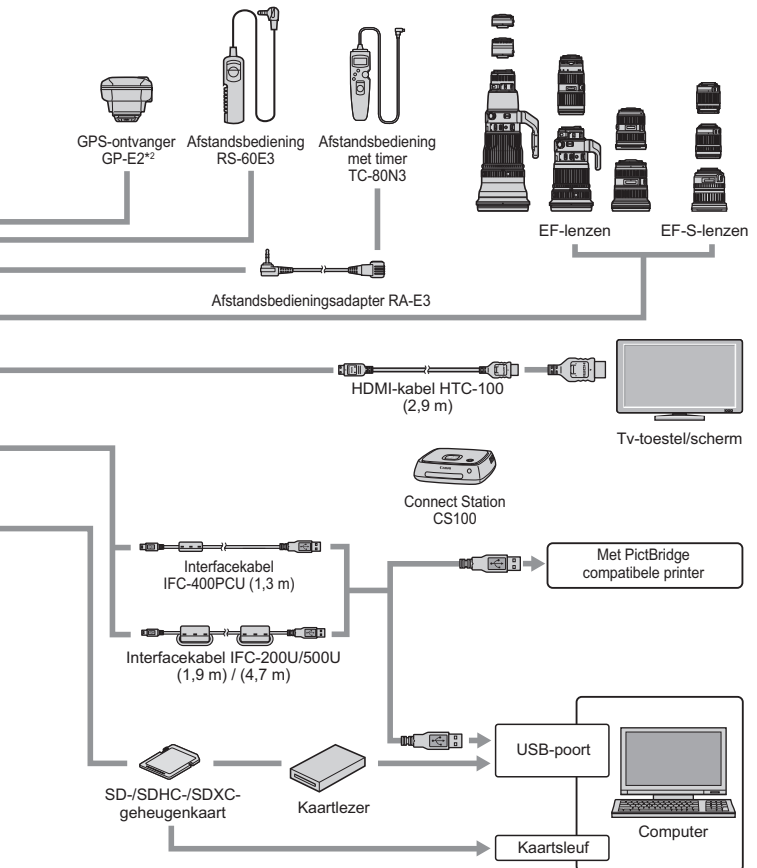 GPS-ontvanger
GP-E2*2
Afstandsbediening
RS-60E3
Afstandsbediening
met timer
TC-80N3
EF-lenzen
EF-S-lenzen
Afstandsbedieningsadapter RA-E3
HDMI-kabel HTC-100
(2,9 m)
Tv-toestel/scherm
Canon
Connect Station
CS100
Interfacekabel
IFC-400PCU (1,3 m)
Met PictBridge
compatibele printer
Interfacekabel IFC-200U/500U
(1,9 m) / (4,7 m)
USB-poort
SD-/SDHC-/SDXC-
geheugenkaart
Kaartlezer
Computer
Kaartsleuf